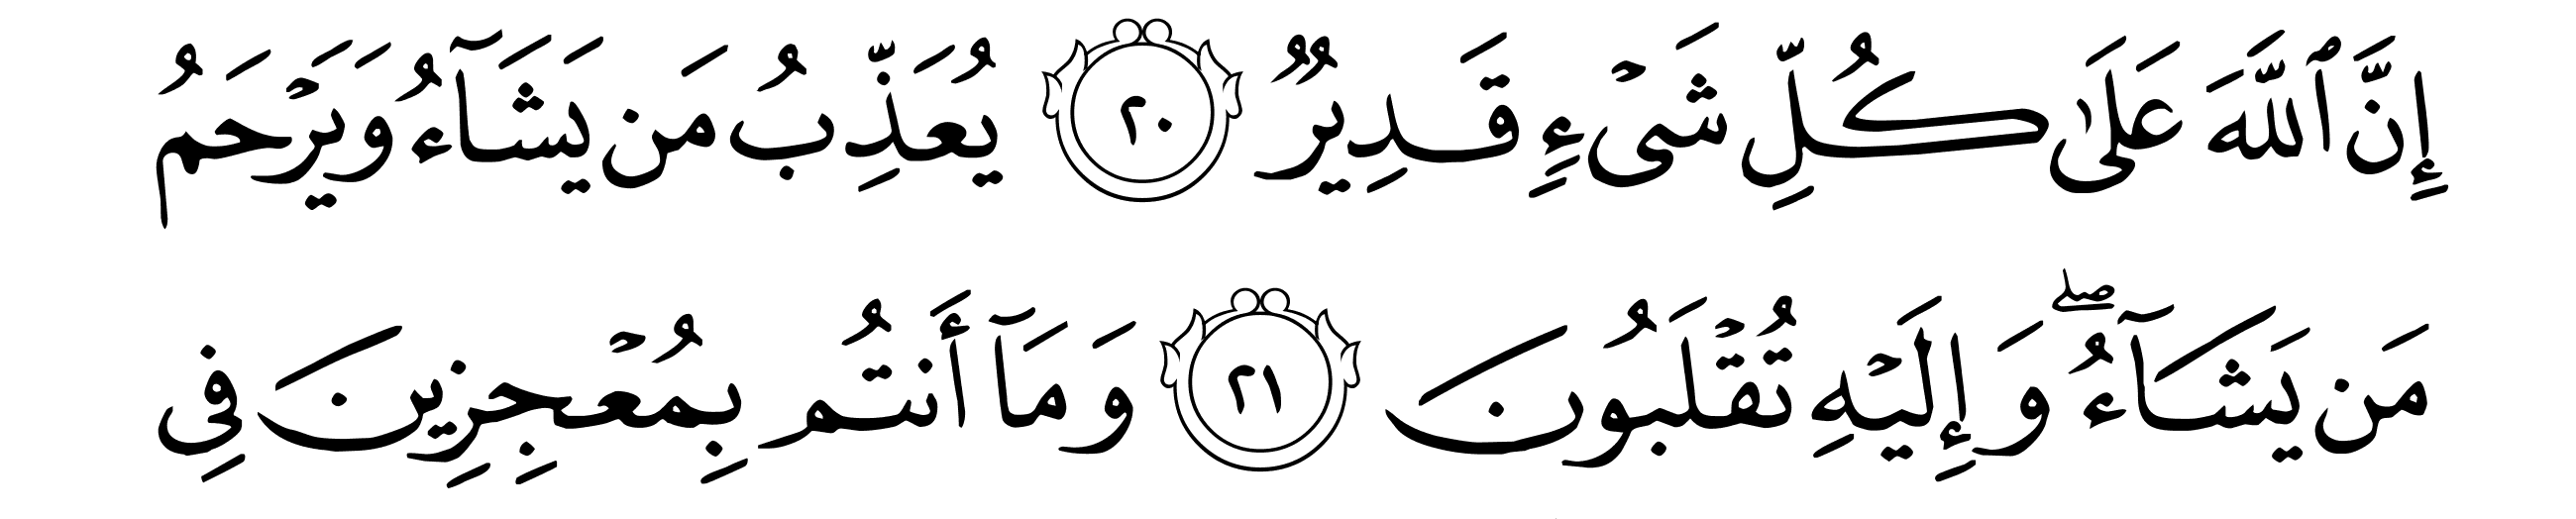 إِنَّ ٱللَّهَ عَلَىٰ كُلِّ شَىْءٍ قَدِيرٌ ٢٠ يُعَذِّبُ مَن يَشَآءُ وَيَرْحَمُ
مَن يَشَآءُ ۖ وَإِلَيْهِ تُقْلَبُونَ ٢١ وَمَآ أَنتُم بِمُعْجِزِينَ فِى